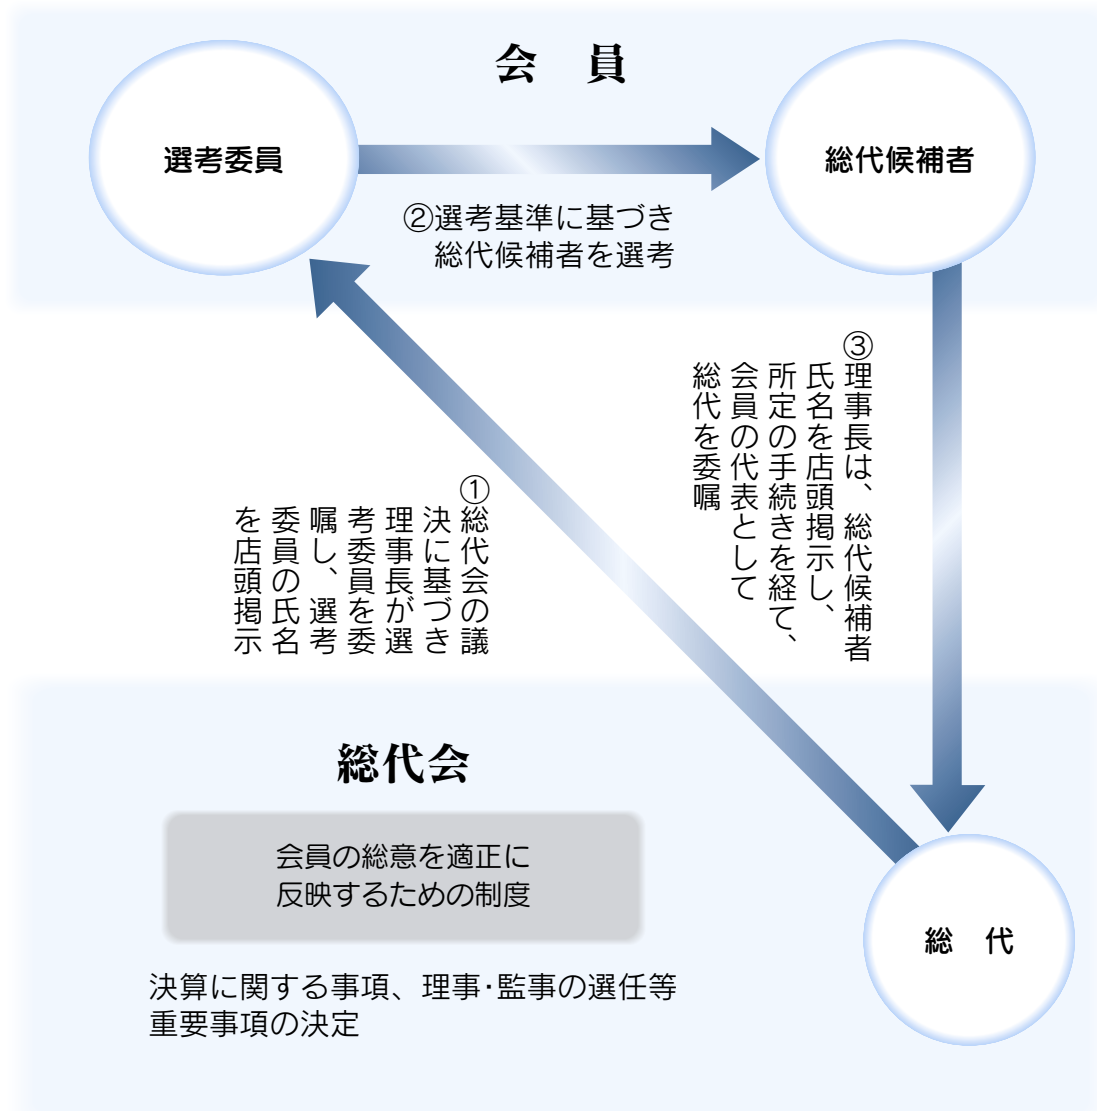 会　員
選考委員
総代候補者
②選考基準に基づき
総代候補者を選考
③理事長は、総代候補者
氏名を店頭掲示し、
所定の手続きを経て、
会員の代表として
総代を委嘱
①総代会の議
決に基づき
理事長が選
考委員を委
嘱し、選考
委員の氏名
を店頭掲示
総代会
会員の総意を適正に
反映するための制度
決算に関する事項、理事･監事の選任等
重要事項の決定
総　代